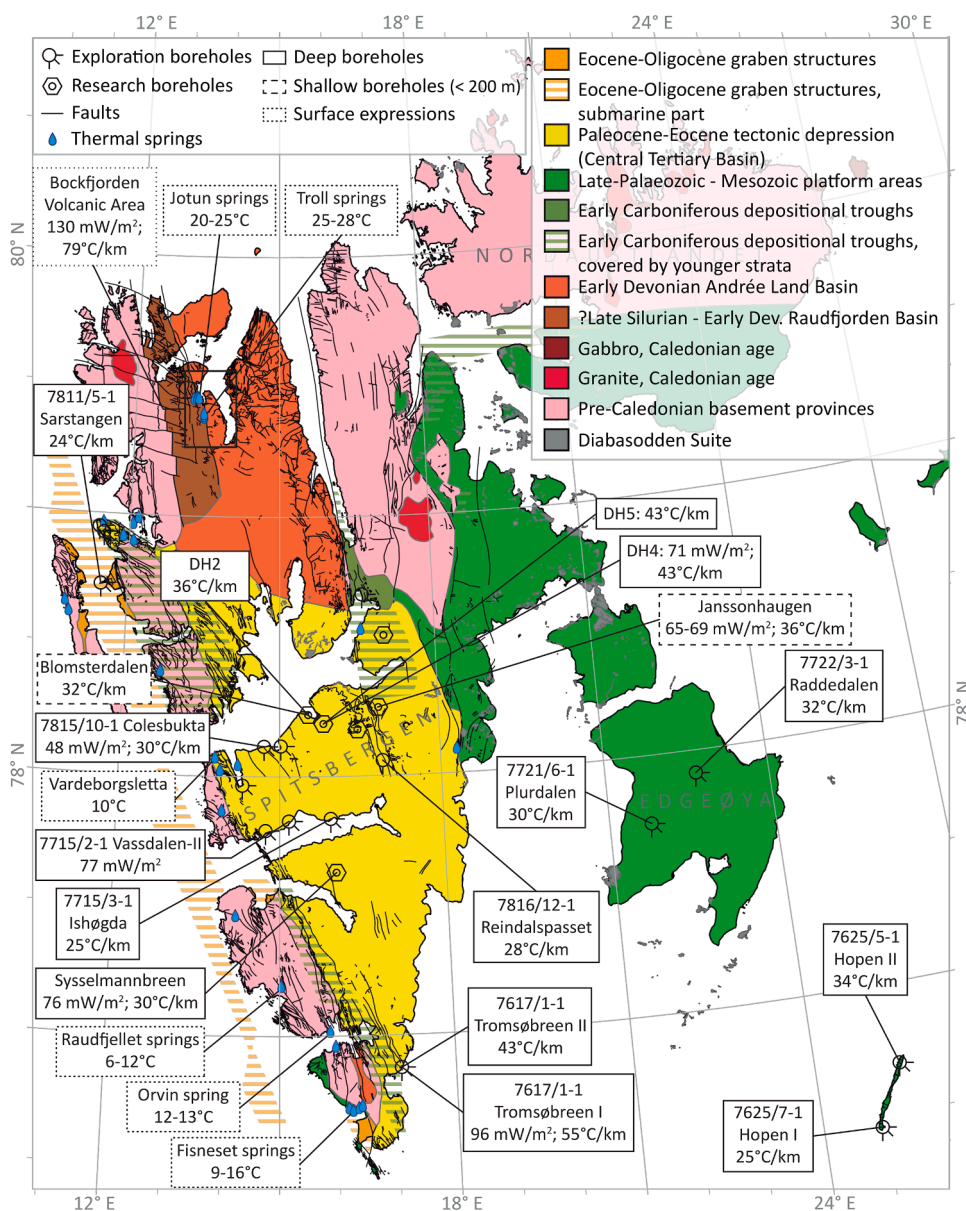 12° E
18° E
24° E
30° E
Exploration boreholes
Research boreholes
Faults
Thermal springs
Deep boreholes
Shallow boreholes (< 200 m)
Surface expressions
Eocene-Oligocene graben structures
Eocene-Oligocene graben structures,
submarine part
Paleocene-Eocene tectonic depression
(Central Tertiary Basin)
Late-Palaeozoic - Mesozoic platform areas
Early Carboniferous depositional troughs
Early Carboniferous depositional troughs,
covered by younger strata
Early Devonian Andrée Land Basin
?Late Silurian - Early Dev. Raudfjorden Basin
Gabbro, Caledonian age
Granite, Caledonian age
Pre-Caledonian basement provinces
Diabasodden Suite
Bockfjorden
Volcanic Area
130 mW/m²;
79°C/km
Jotun springs
20-25°C
Troll springs
25-28°C
80° N
NORDAUSTLANDET
7811/5-1
Sarstangen
24°C/km
DH2
36°C/km
DH5: 43°C/km
DH4: 71 mW/m²;
43°C/km
Janssonhaugen
65-69 mW/m²; 36°C/km
Blomsterdalen
32°C/km
7722/3-1
Raddedalen
32°C/km
78° N
7815/10-1 Colesbukta
48 mW/m²; 30°C/km
78° N
SPITSBERGEN
Vardeborgsletta
10°C
7721/6-1
Plurdalen
30°C/km
EDGEØYA
7715/2-1 Vassdalen-II
77 mW/m²
7715/3-1
Ishøgda
25°C/km
7816/12-1
Reindalspasset
28°C/km
7625/5-1
Hopen II
34°C/km
Sysselmannbreen
76 mW/m²; 30°C/km
7617/1-1
Tromsøbreen II
43°C/km
Raudfjellet springs
6-12°C
Orvin spring
12-13°C
7617/1-1
Tromsøbreen I
96 mW/m²; 55°C/km
7625/7-1
Hopen I
25°C/km
Fisneset springs
9-16°C
12° E
18° E
24° E